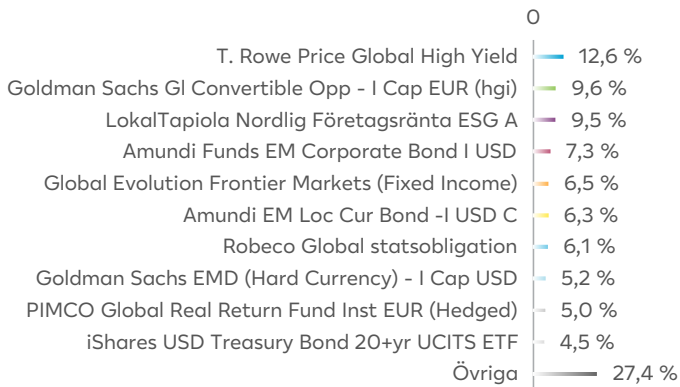 0
T. Rowe Price Global High Yield 12,6 %
Goldman Sachs Gl Convertible Opp - I Cap EUR (hgi) 9,6 %
LokalTapiola Nordlig Företagsränta ESG A 9,5 %
Amundi Funds EM Corporate Bond I USD 7,3 %
Global Evolution Frontier Markets (Fixed Income) 6,5 %
Amundi EM Loc Cur Bond -I USD C 6,3 %
Robeco Global statsobligation 6,1 %
Goldman Sachs EMD (Hard Currency) - I Cap USD 5,2 %
PIMCO Global Real Return Fund Inst EUR (Hedged) 5,0 %
iShares USD Treasury Bond 20+yr UCITS ETF 4,5 %
Övriga 27,4 %